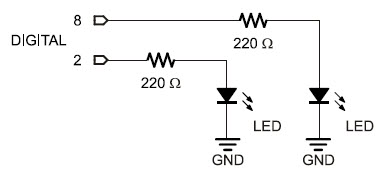 8
220 Ω
DIGITAL
2
220 Ω
LED
LED
GND
GND